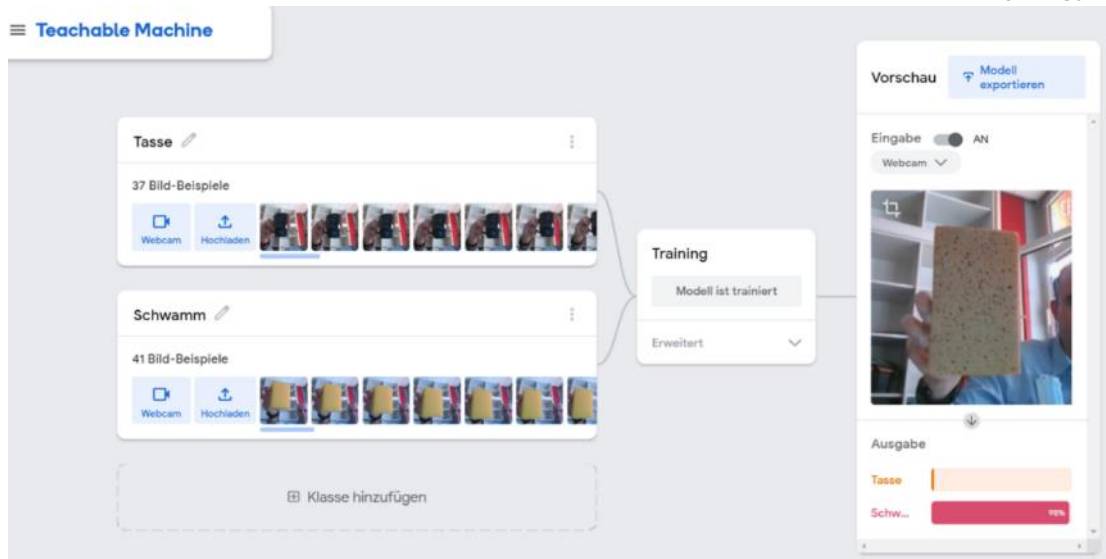 Teachable Machine
Tasse
37 Bild-Beispiele
Webcam
Hochladen
Schwamm
41 Bild-Beispiele
Webcam
Hochladen
Klasse hinzufügen
Training
Modell ist trainiert
Erweitert
Vorschau
Modell
exportieren
Eingabe
AN
Webcam
Ausgabe
Tasse
Schw...
98%